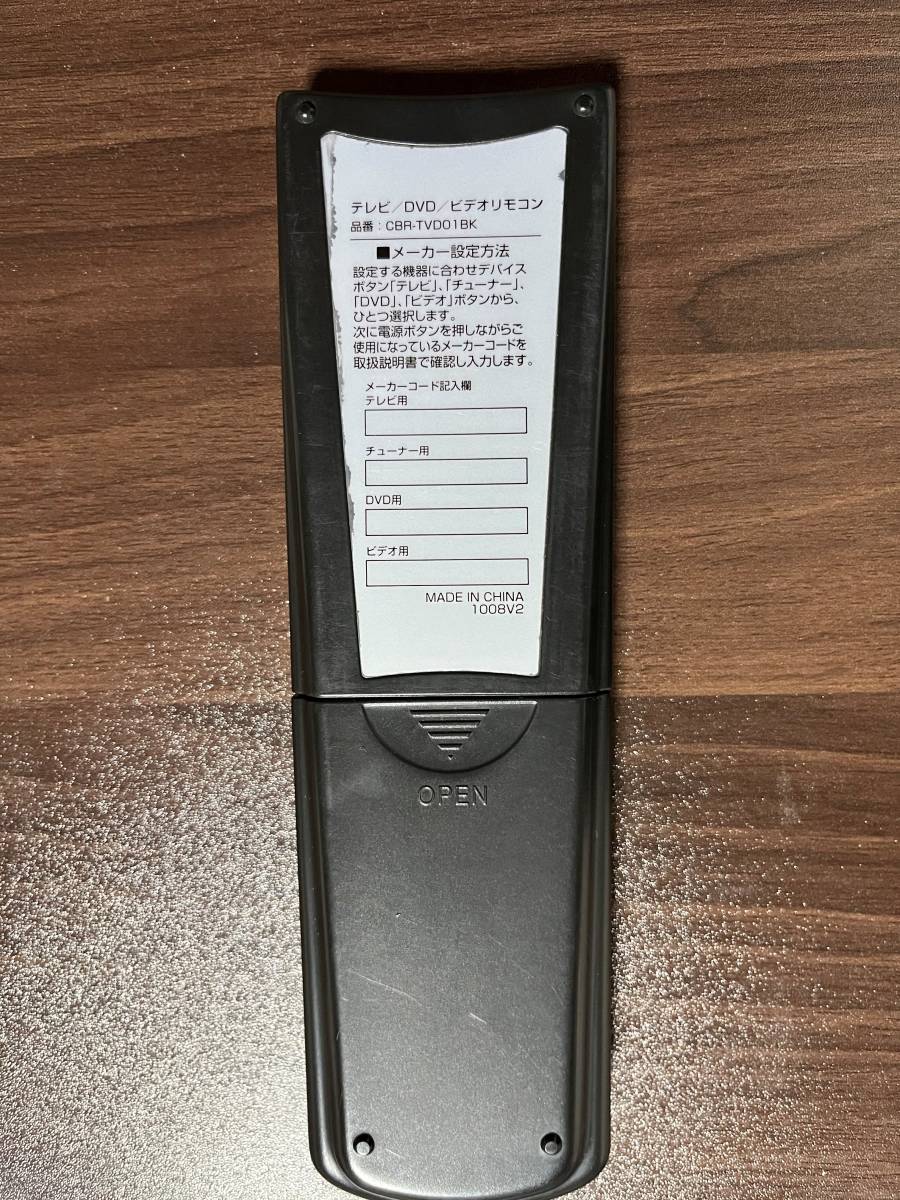 テレビ/DVD/ビデオリモコン
品番:CBR-TVD01BK
■メーカー設定方法
設定する機器に合わせデバイス
ボタン「テレビ」、「チューナー」、
「DVD」、「ビデオ」ボタンから、
ひとつ選択します。
次に電源ボタンを押しながらご
使用になっているメーカーコードを
取扱説明書で確認し入力します。
メーカーコード記入欄
テレビ用
チューナー用
DVD用
ビデオ用
MADE IN CHINA
1008V2
OPEN